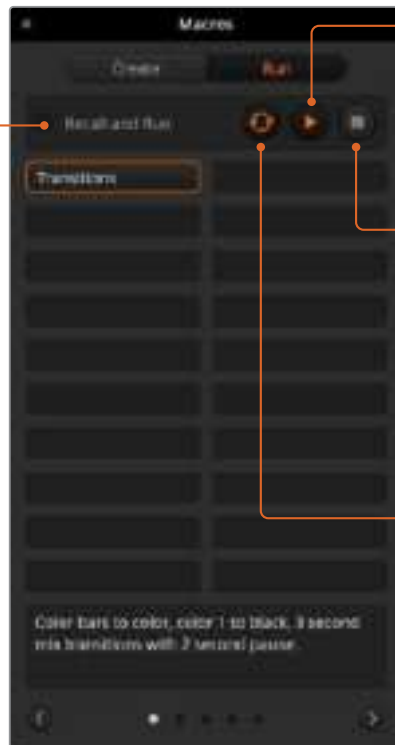 Macros
Create Run
Recall and Run
Transitions
Color bars to color, color 1 to black, 3 second
mix transitions with 2 second pause.